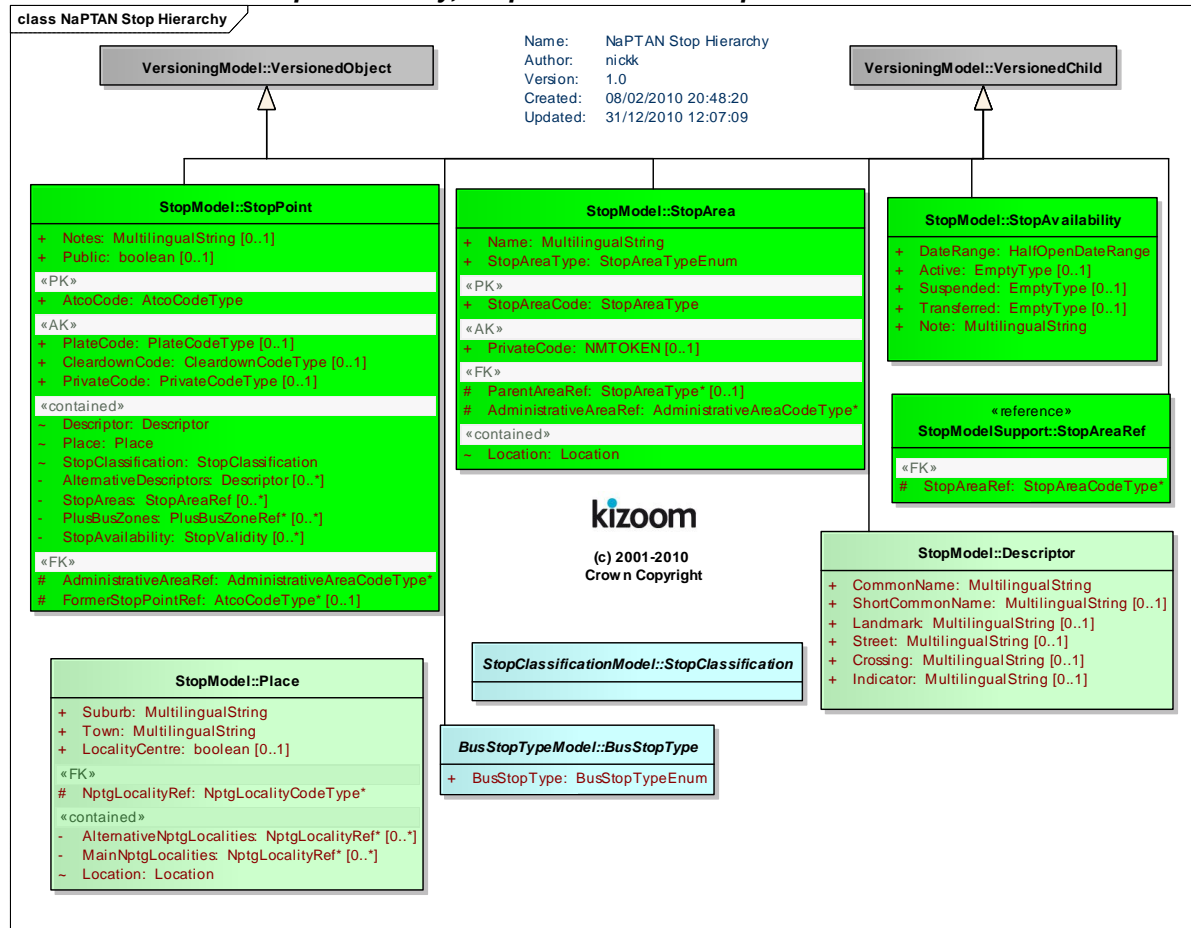 class NaPTAN Stop Hierarchy
Name: NaPTAN Stop Hierarchy
Author: nickk
Version: 1.0
Created: 08/02/2010 20:48:20
Updated: 31/12/2010 12:07:09
VersioningModel::VersionedObject
VersioningModel::VersionedChild
StopModel::StopPoint
+ Notes: MultilingualString [0..1]
+ Public: boolean [0..1]
«PK»
+ AtcoCode: AtcoCodeType
«AK»
+ PlateCode: PlateCodeType [0..1]
+ CleardownCode: CleardownCodeType [0..1]
+ PrivateCode: PrivateCodeType [0..1]
«contained»
~ Descriptor: Descriptor
~ Place: Place
~ StopClassification: StopClassification
- AlternativeDescriptors: Descriptor [0..*]
- StopAreas: StopAreaRef [0..*]
- PlusBusZones: PlusBusZoneRef* [0..*]
- StopAvailability: StopValidity [0..*]
«FK»
# AdministrativeAreaRef: AdministrativeAreaCodeType*
# FormerStopPointRef: AtcoCodeType* [0..1]
StopModel::StopArea
+ Name: MultilingualString
+ StopAreaType: StopAreaTypeEnum
«PK»
+ StopAreaCode: StopAreaType
«AK»
+ PrivateCode: NMTOKEN [0..1]
«FK»
# ParentAreaRef: StopAreaType* [0..1]
# AdministrativeAreaRef: AdministrativeAreaCodeType*
«contained»
~ Location: Location
StopModel::StopAvailability
+ DateRange: HalfOpenDateRange
+ Active: EmptyType [0..1]
+ Suspended: EmptyType [0..1]
+ Transferred: EmptyType [0..1]
+ Note: MultilingualString
«reference»
StopModelSupport::StopAreaRef
«FK»
# StopAreaRef: StopAreaCodeType*
kizoom
(c) 2001-2010
Crown Copyright
StopModel::Descriptor
+ CommonName: MultilingualString
+ ShortCommonName: MultilingualString [0..1]
+ Landmark: MultilingualString [0..1]
+ Street: MultilingualString [0..1]
+ Crossing: MultilingualString [0..1]
+ Indicator: MultilingualString [0..1]
StopClassificationModel::StopClassification
StopModel::Place
+ Suburb: MultilingualString
+ Town: MultilingualString
+ LocalityCentre: boolean [0..1]
«FK»
# NptgLocalityRef: NptgLocalityCodeType*
«contained»
- AlternativeNptgLocalities: NptgLocalityRef* [0..*]
- MainNptgLocalities: NptgLocalityRef* [0..*]
~ Location: Location
BusStopTypeModel::BusStopType
+ BusStopType: BusStopTypeEnum